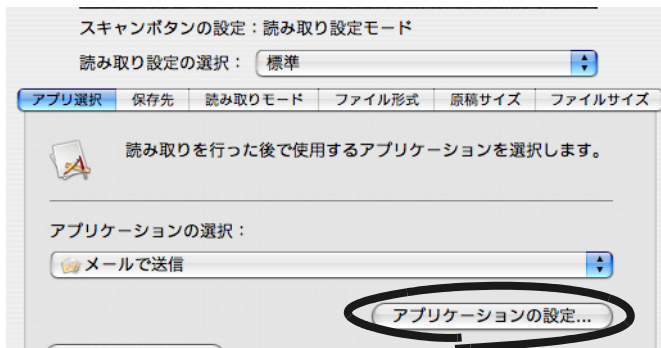 スキャンボタンの設定：読み取り設定モード
読み取り設定の選択： 標準
アプリ選択 保存先 読み取りモード ファイル形式 原稿サイズ ファイルサイズ
読み取りを行った後で使用するアプリケーションを選択します。
アプリケーションの選択：
メールで送信
アプリケーションの設定...